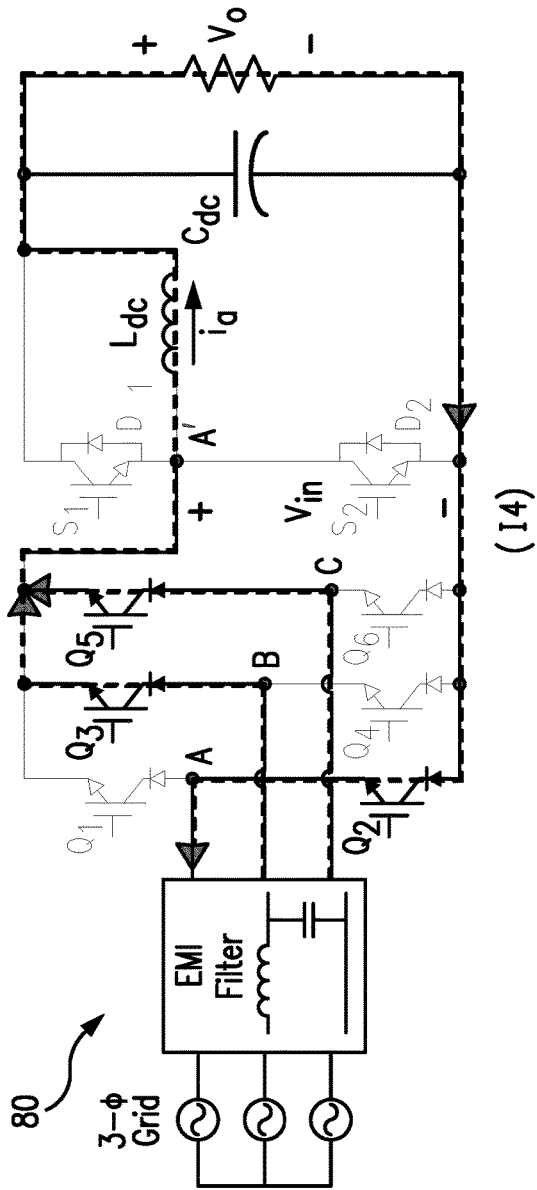 80
3-ϕ
Grid
EMI
Filter
Q1
Q3
Q5
A
B
C
Q2
Q4
Q6
S1
D1
A'
+
Vin
S2
D2
−
Ldc
ia
Cdc
+
Vo
−
(I4)